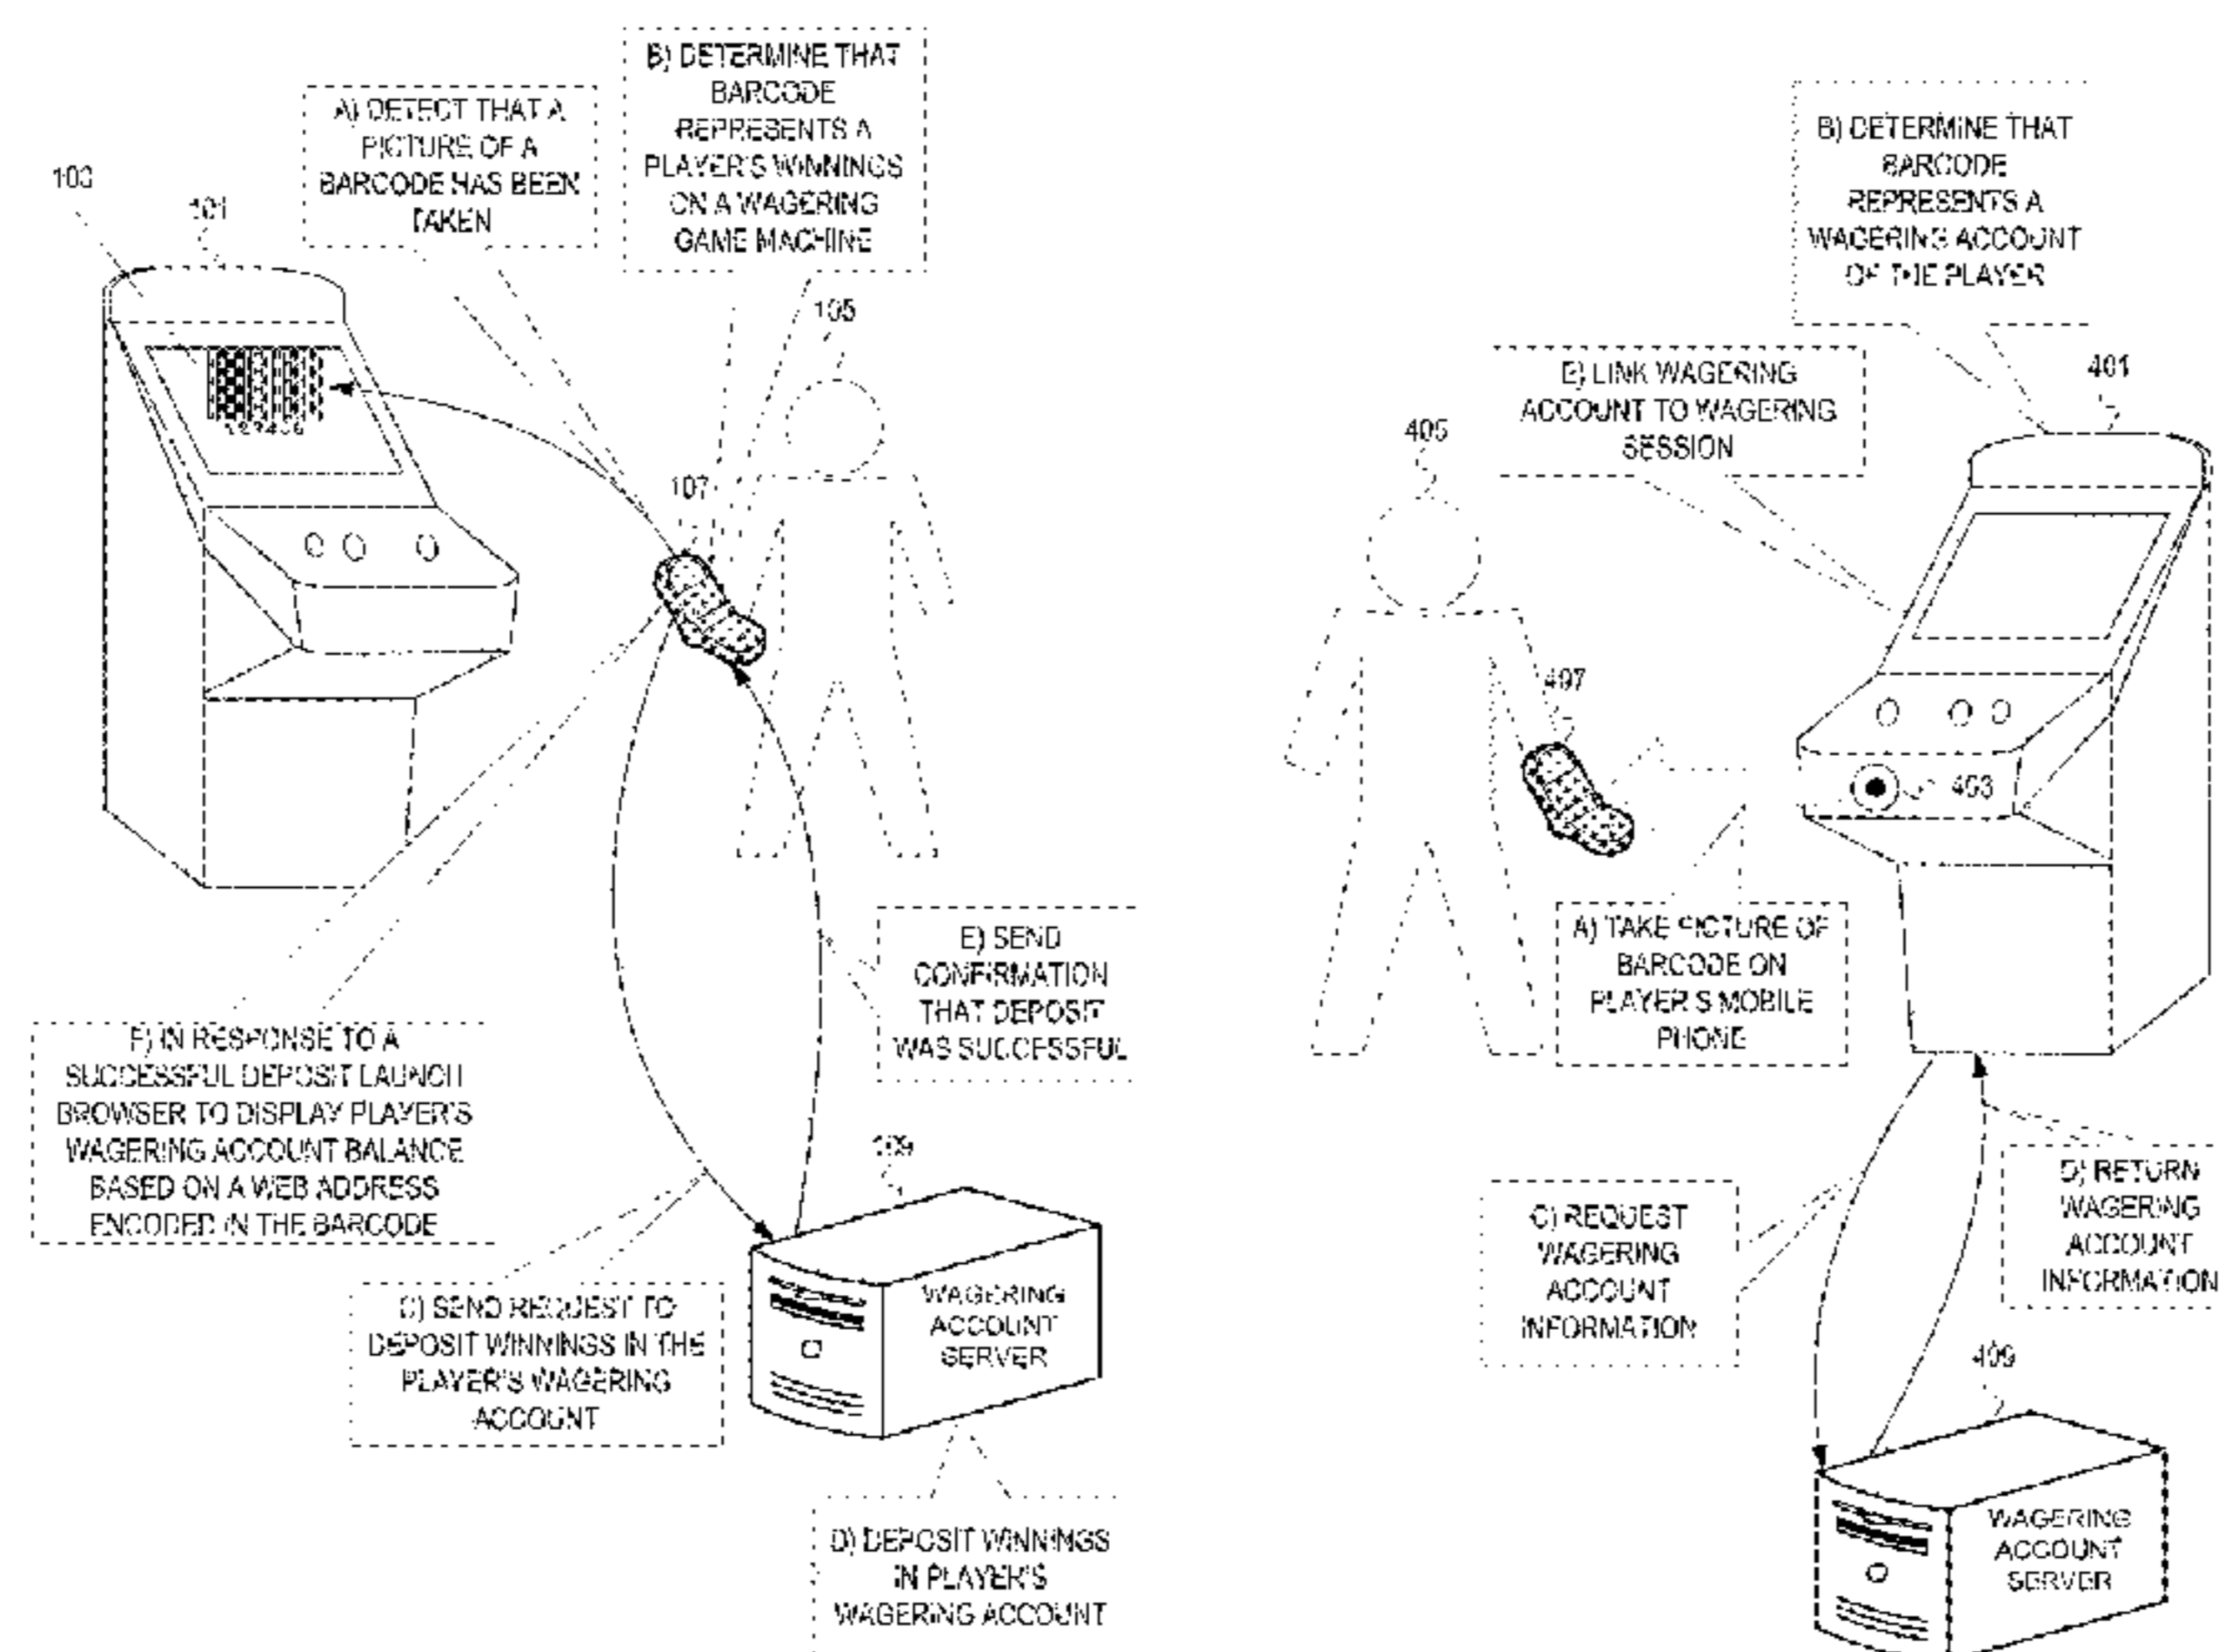 A) DETECT THAT A
PICTURE OF A
BARCODE HAS BEEN
TAKEN
B) DETERMINE THAT
BARCODE
REPRESENTS A
PLAYER'S WINNINGS
ON A WAGERING
GAME MACHINE
103
101
105
107
123456
E) SEND
CONFIRMATION
THAT DEPOSIT
WAS SUCCESSFUL
F) IN RESPONSE TO A
SUCCESSFUL DEPOSIT LAUNCH
BROWSER TO DISPLAY PLAYER'S
WAGERING ACCOUNT BALANCE
BASED ON A WEB ADDRESS
ENCODED IN THE BARCODE
109
C) SEND REQUEST TO
DEPOSIT WINNINGS IN THE
PLAYER'S WAGERING
ACCOUNT
WAGERING
ACCOUNT
SERVER
D) DEPOSIT WINNINGS
IN PLAYER'S
WAGERING ACCOUNT
B) DETERMINE THAT
BARCODE
REPRESENTS A
WAGERING ACCOUNT
OF THE PLAYER
E) LINK WAGERING
ACCOUNT TO WAGERING
SESSION
401
405
407
403
A) TAKE PICTURE OF
BARCODE ON
PLAYER'S MOBILE
PHONE
C) REQUEST
WAGERING
ACCOUNT
INFORMATION
D) RETURN
WAGERING
ACCOUNT
INFORMATION
409
WAGERING
ACCOUNT
SERVER